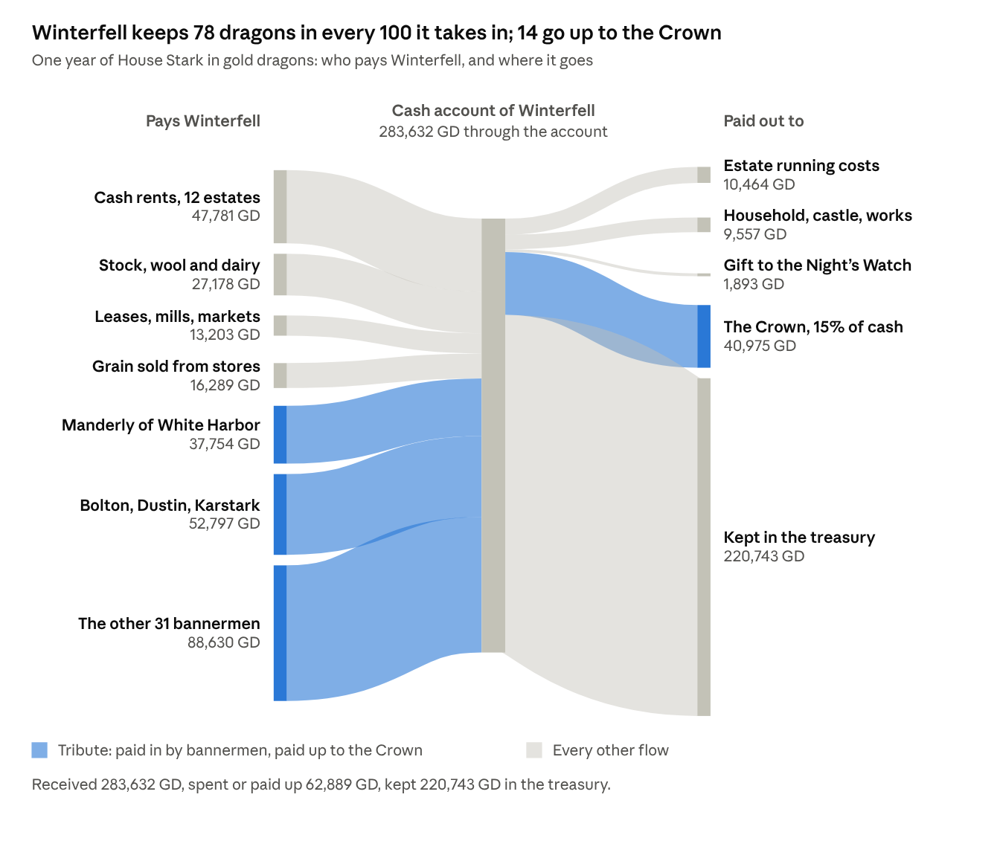 Winterfell keeps 78 dragons in every 100 it takes in; 14 go up to the Crown
One year of House Stark in gold dragons: who pays Winterfell, and where it goes
Pays Winterfell
Cash account of Winterfell
283,632 GD through the account
Paid out to
Cash rents, 12 estates
47,781 GD
Stock, wool and dairy
27,178 GD
Leases, mills, markets
13,203 GD
Grain sold from stores
16,289 GD
Manderly of White Harbor
37,754 GD
Bolton, Dustin, Karstark
52,797 GD
The other 31 bannermen
88,630 GD
Estate running costs
10,464 GD
Household, castle, works
9,557 GD
Gift to the Night’s Watch
1,893 GD
The Crown, 15% of cash
40,975 GD
Kept in the treasury
220,743 GD
Tribute: paid in by bannermen, paid up to the Crown
Every other flow
Received 283,632 GD, spent or paid up 62,889 GD, kept 220,743 GD in the treasury.